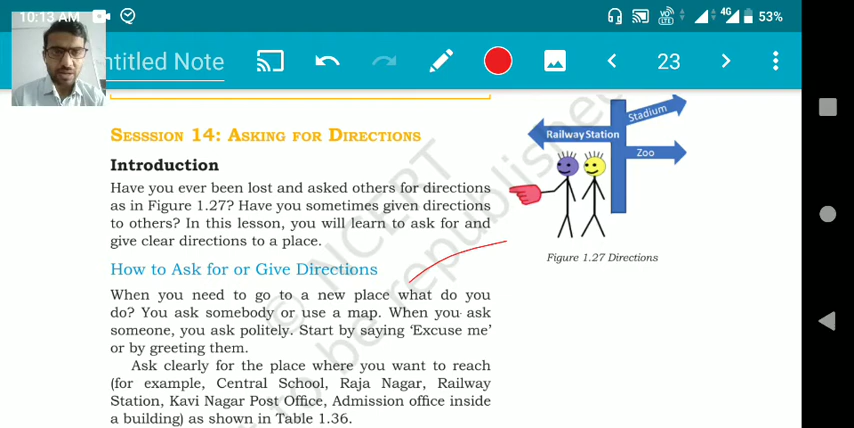 10:13 AM
4G
53%
ntitled Note
23
SESSSION 14: ASKING FOR DIRECTIONS
Introduction
Have you ever been lost and asked others for directions
as in Figure 1.27? Have you sometimes given directions
to others? In this lesson, you will learn to ask for and
give clear directions to a place.
Stadium
Railway Station
Zoo
Figure 1.27 Directions
How to Ask for or Give Directions
When you need to go to a new place what do you
do? You ask somebody or use a map. When you ask
someone, you ask politely. Start by saying ‘Excuse me’
or by greeting them.
Ask clearly for the place where you want to reach
(for example, Central School, Raja Nagar, Railway
Station, Kavi Nagar Post Office, Admission office inside
a building) as shown in Table 1.36.
© NCERT
to be republished